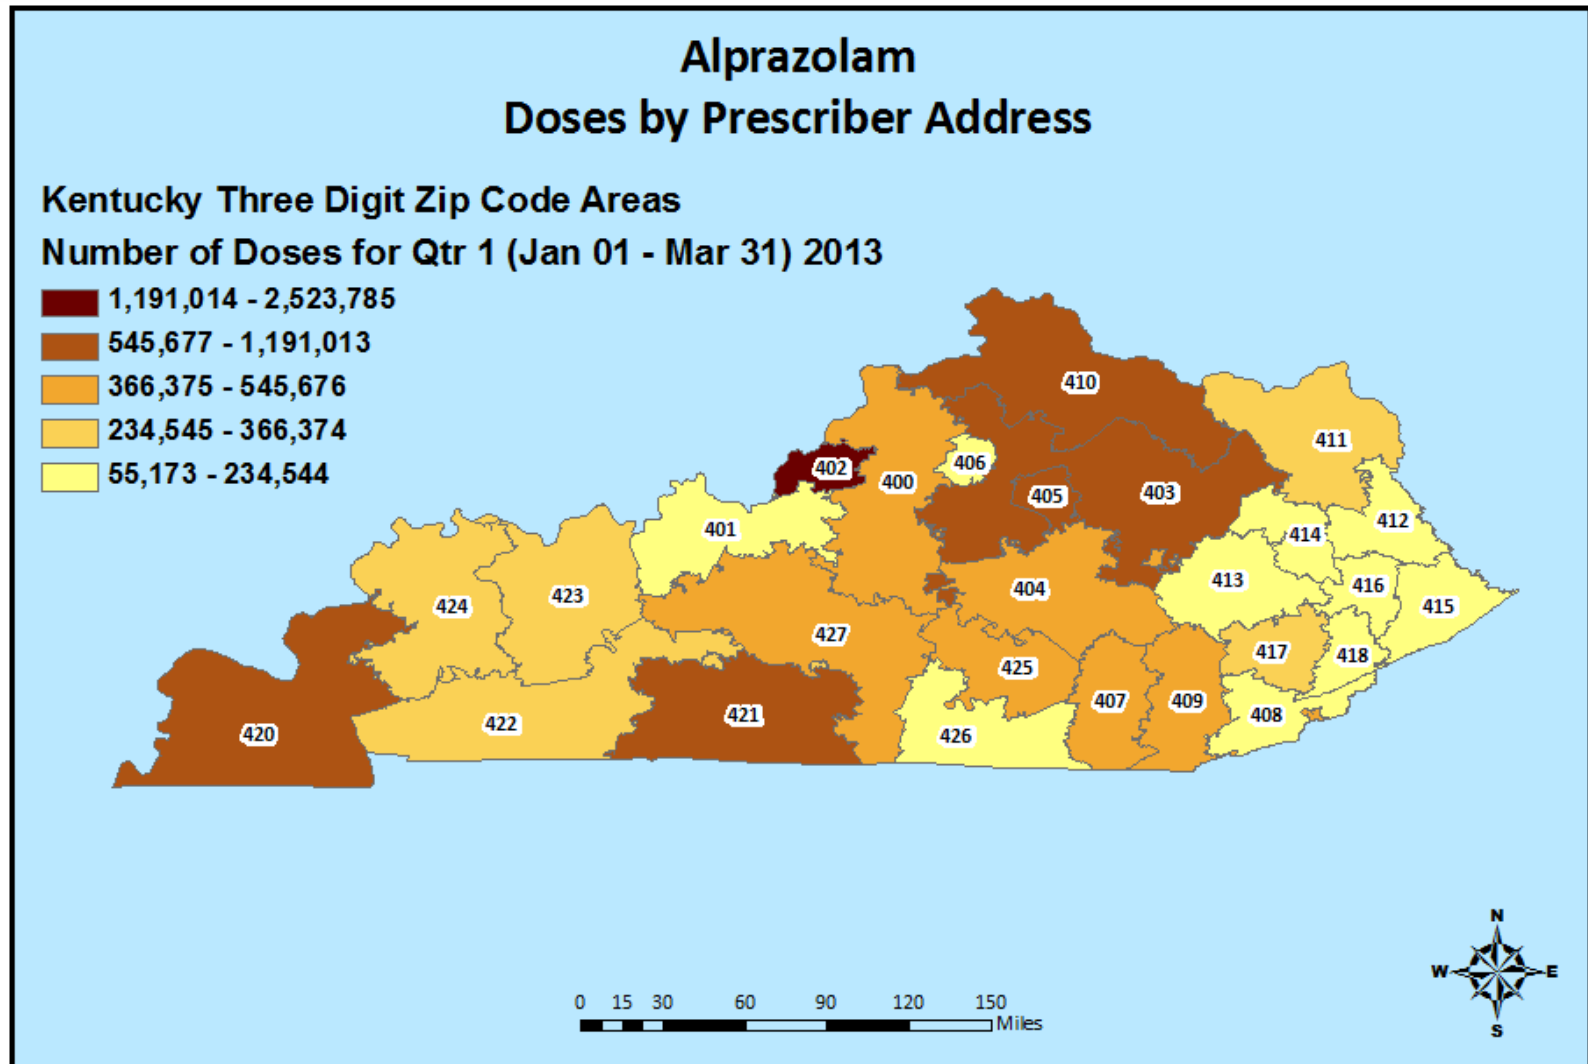 Alprazolam
Doses by Prescriber Address
Kentucky Three Digit Zip Code Areas
Number of Doses for Qtr 1 (Jan 01 - Mar 31) 2013
1,191,014 - 2,523,785
545,677 - 1,191,013
366,375 - 545,676
234,545 - 366,374
55,173 - 234,544
410
411
402
406
400
405
403
401
414
412
413
416
404
423
424
415
427
417
418
425
407
409
408
421
422
420
426
N
W E
S
0 15 30 60 90 120 150
Miles